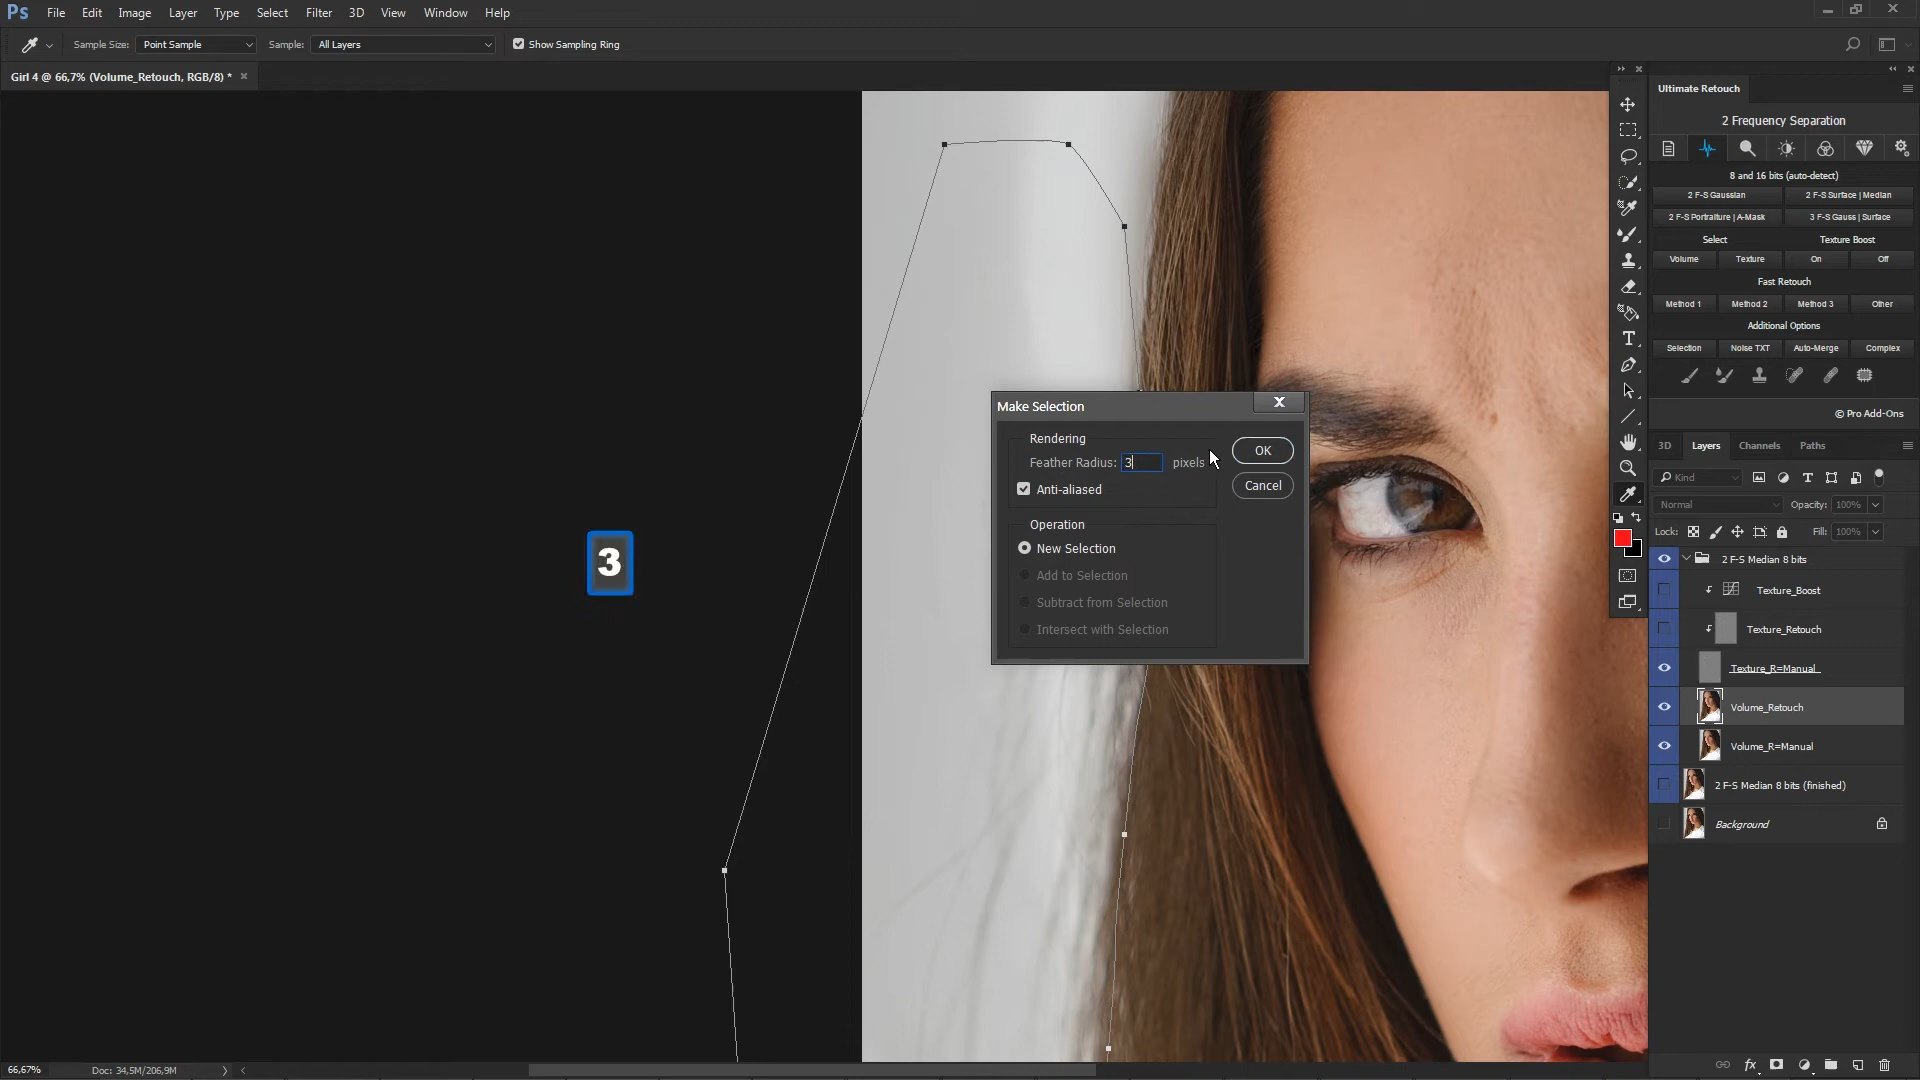 Ps File Edit Image Layer Type Select Filter 3D View Window Help
Sample Size: Point Sample Sample: All Layers Show Sampling Ring
Girl 4 @ 66,7% (Volume_Retouch, RGB/8) *
Make Selection
Rendering
Feather Radius: 3 pixels
Anti-aliased
Operation
New Selection
Add to Selection
Subtract from Selection
Intersect with Selection
OK
Cancel
3
Ultimate Retouch
2 Frequency Separation
8 and 16 bits (auto-detect)
2 F-S Gaussian 2 F-S Surface | Median
2 F-S Portraiture | A-Mask 3 F-S Gauss | Surface
Select Texture Boost
Volume Texture On Off
Fast Retouch
Method 1 Method 2 Method 3 Other
Additional Options
Selection Noise TXT Auto-Merge Complex
© Pro Add-Ons
3D Layers Channels Paths
Kind
Normal Opacity: 100%
Lock: Fill: 100%
2 F-S Median 8 bits
Texture_Boost
Texture_Retouch
Texture_R=Manual
Volume_Retouch
Volume_R=Manual
2 F-S Median 8 bits (finished)
Background
66,67% Doc: 34,5M/206,9M